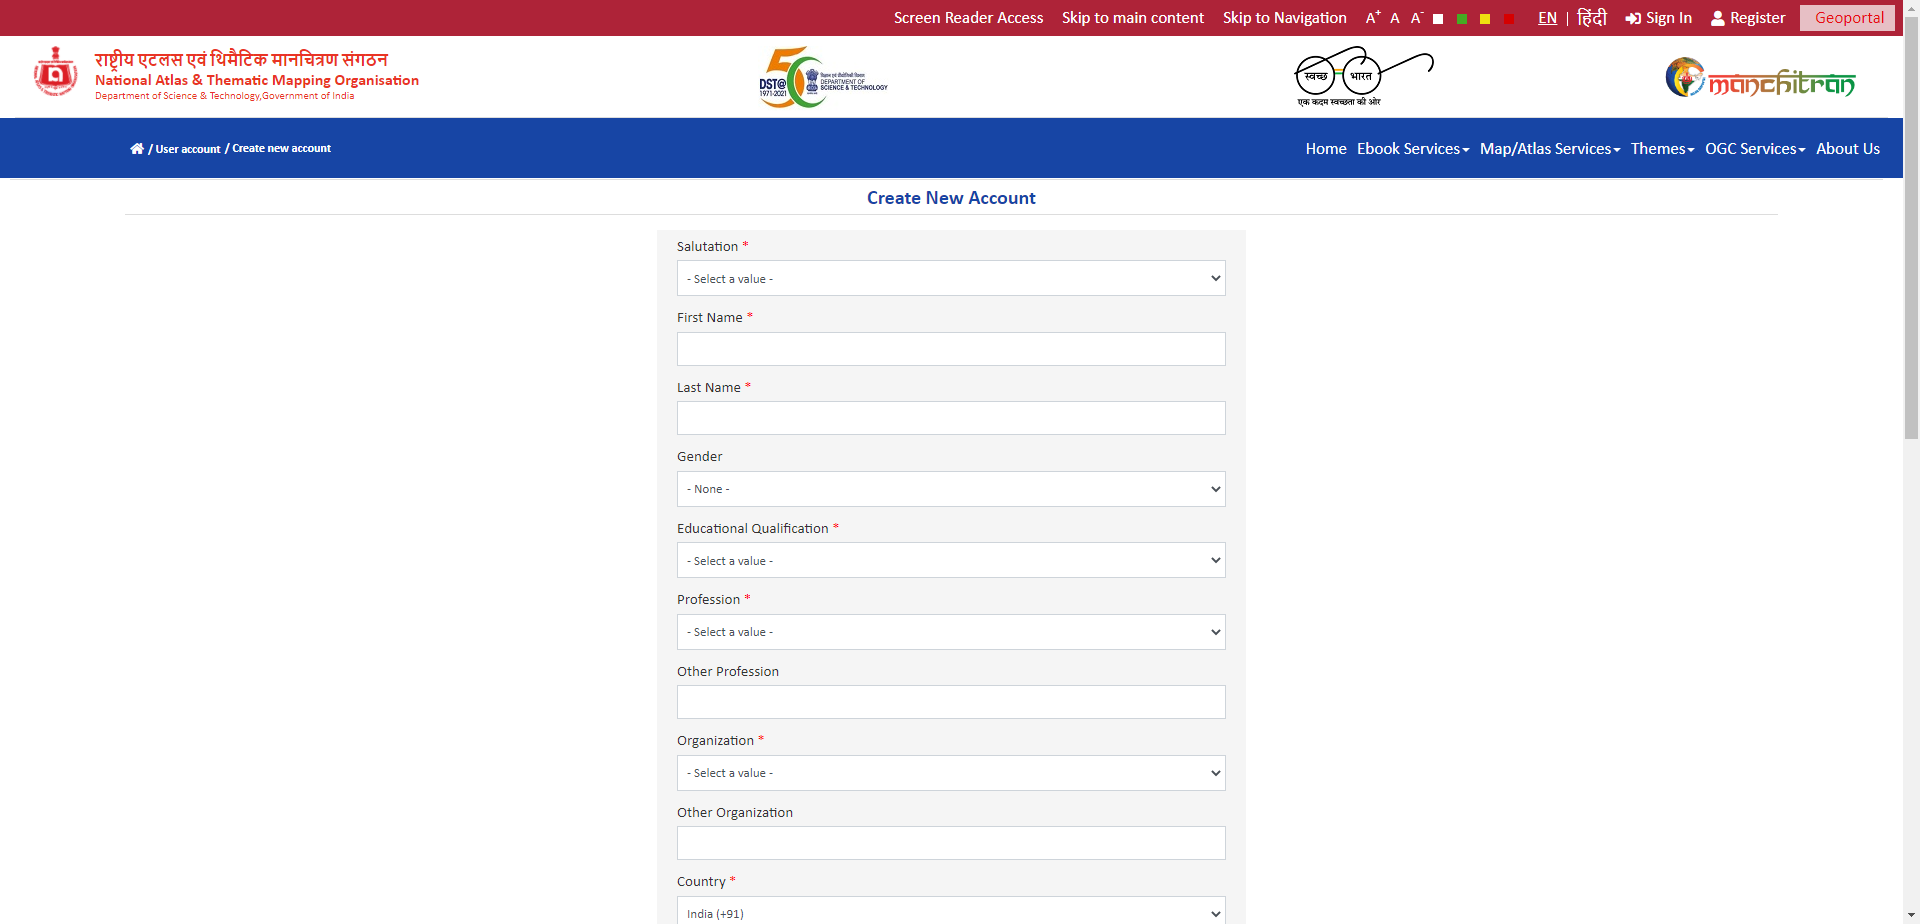 Screen Reader Access Skip to main content Skip to Navigation A+ A A- EN | हिंदी Sign In Register Geoportal
राष्ट्रीय एटलस एवं थिमैटिक मानचित्रण संगठन
National Atlas & Thematic Mapping Organisation
Department of Science & Technology,Government of India
50
DST@
1971-2021
DEPARTMENT OF
SCIENCE & TECHNOLOGY
स्वच्छ भारत
एक कदम स्वच्छता की ओर
manchitran
/ User account / Create new account
Home Ebook Services Map/Atlas Services Themes OGC Services About Us
Create New Account
Salutation *
- Select a value -
First Name *
Last Name *
Gender
- None -
Educational Qualification *
- Select a value -
Profession *
- Select a value -
Other Profession
Organization *
- Select a value -
Other Organization
Country *
India (+91)